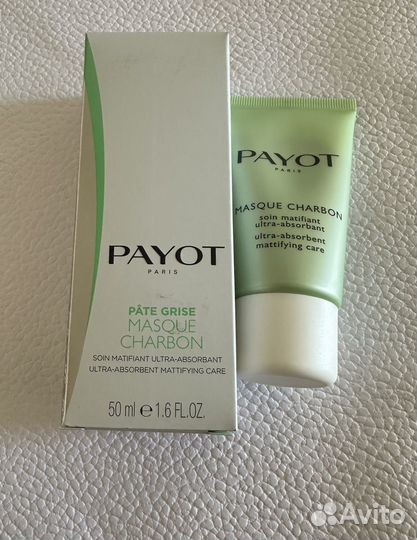 PAYOT
PARIS
PÂTE GRISE
MASQUE
CHARBON
SOIN MATIFIANT ULTRA-ABSORBANT
ULTRA-ABSORBENT MATTIFYING CARE
50 ml e 1.6 FL.OZ.
PAYOT
PARIS
MASQUE CHARBON
soin matifiant
ultra-absorbant
ultra-absorbent
mattifying care
Avito